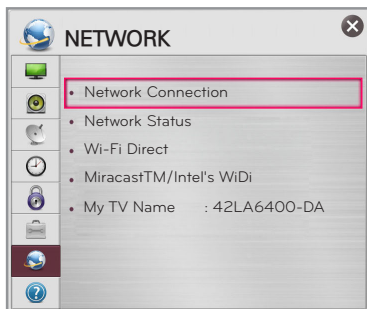 NETWORK
• Network Connection
• Network Status
• Wi-Fi Direct
• MiracastTM/Intel's WiDi
• My TV Name : 42LA6400-DA
?